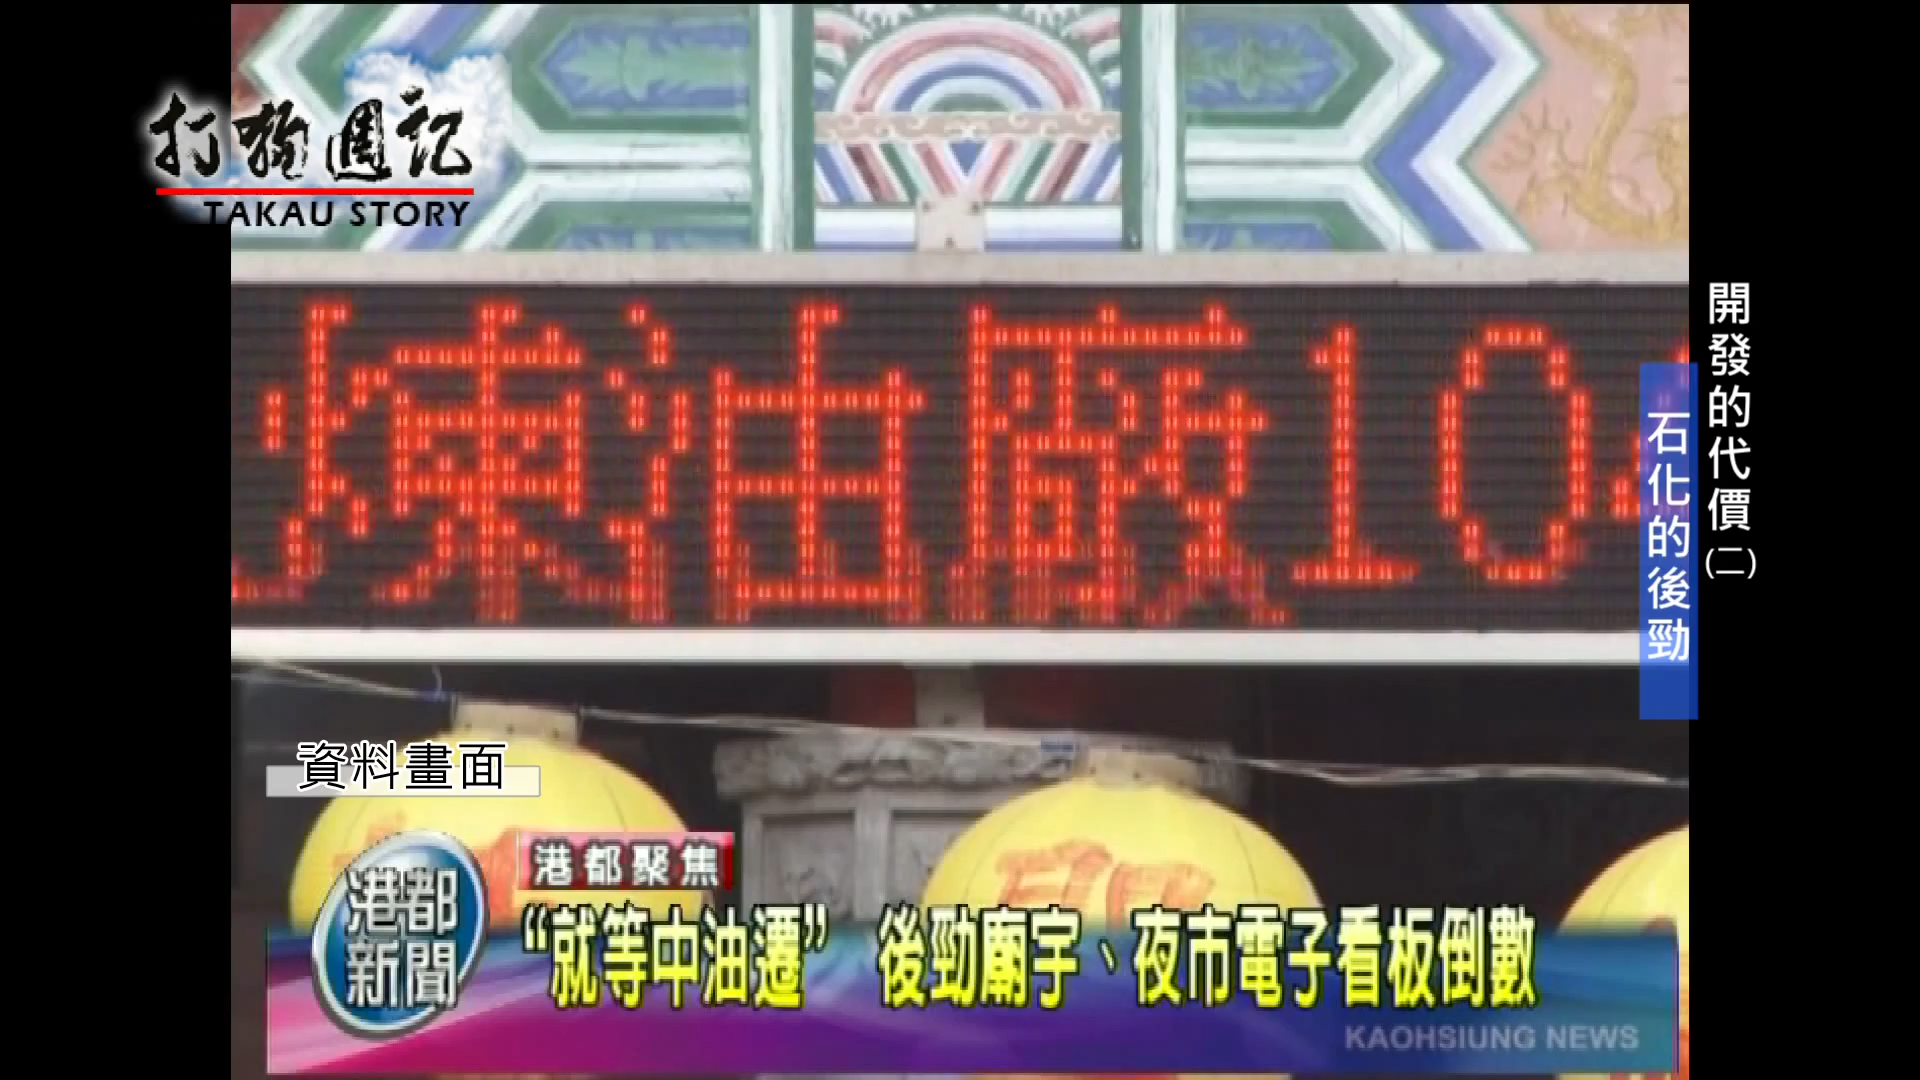 打狗週記
TAKAU STORY
開發的代價(二)
石化的後勁
煉油廠10
資料畫面
港都聚焦
港都新聞
“就等中油遷” 後勁廟宇、夜市電子看板倒數
KAOHSIUNG NEWS